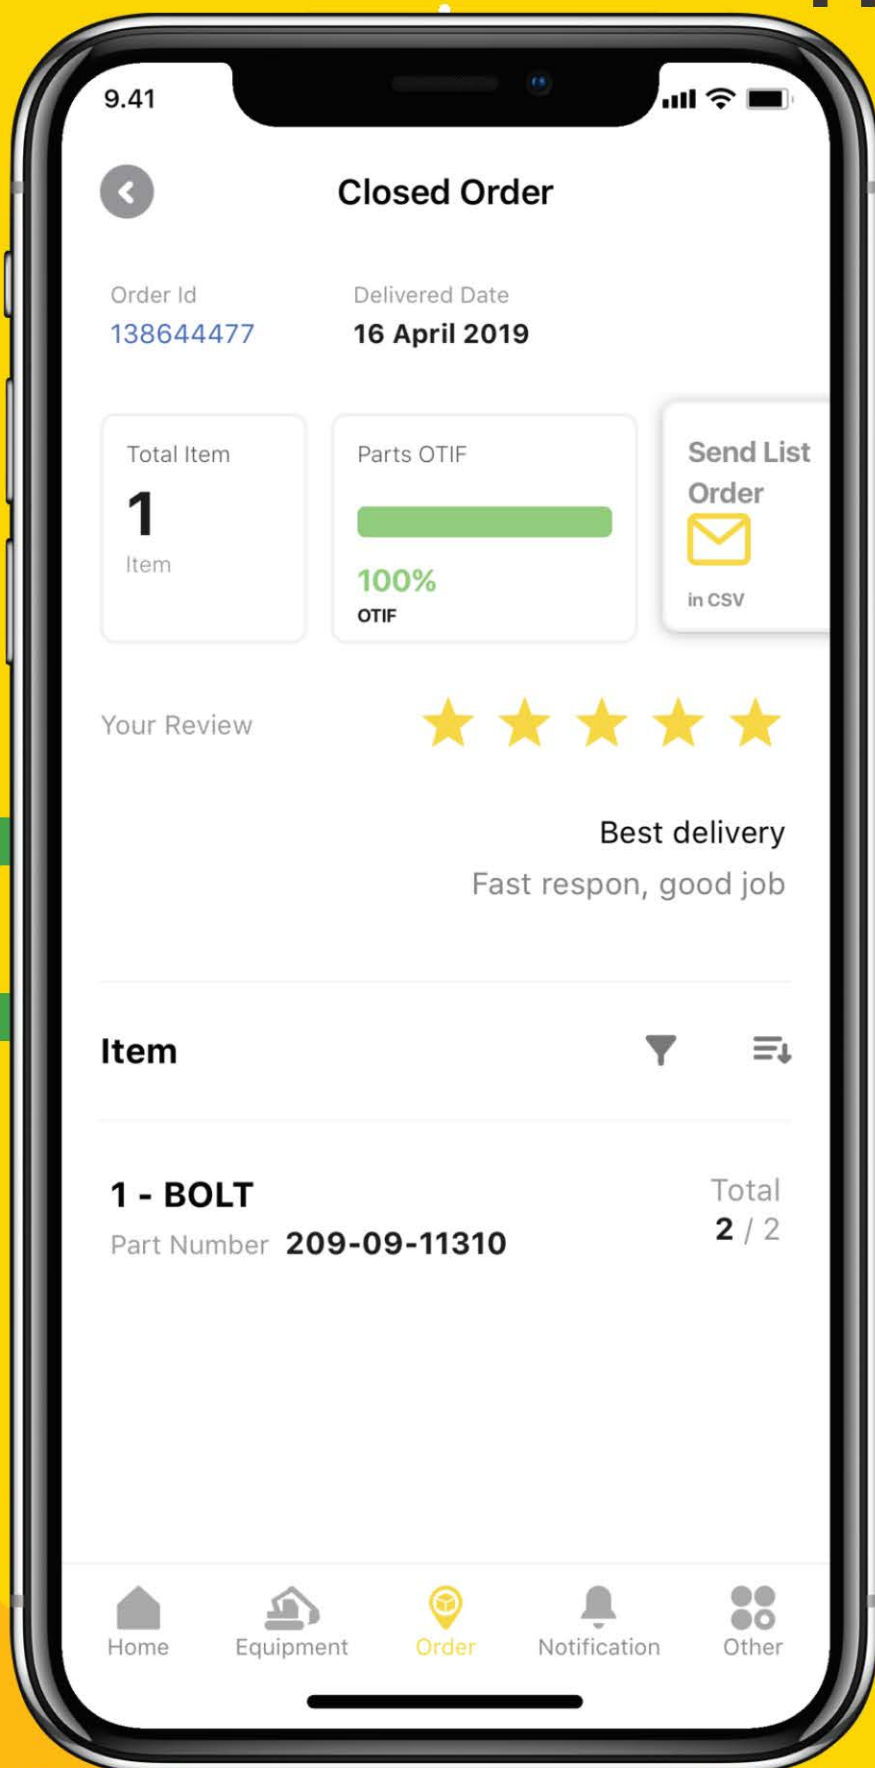 9.41
Closed Order
Order Id
Delivered Date
138644477
16 April 2019
Total Item
1
Item
Parts OTIF
100%
OTIF
Send List
Order
in CSV
Your Review
Best delivery
Fast respon, good job
Item
1 - BOLT
Part Number 209-09-11310
Total
2 / 2
Home
Equipment
Order
Notification
Other